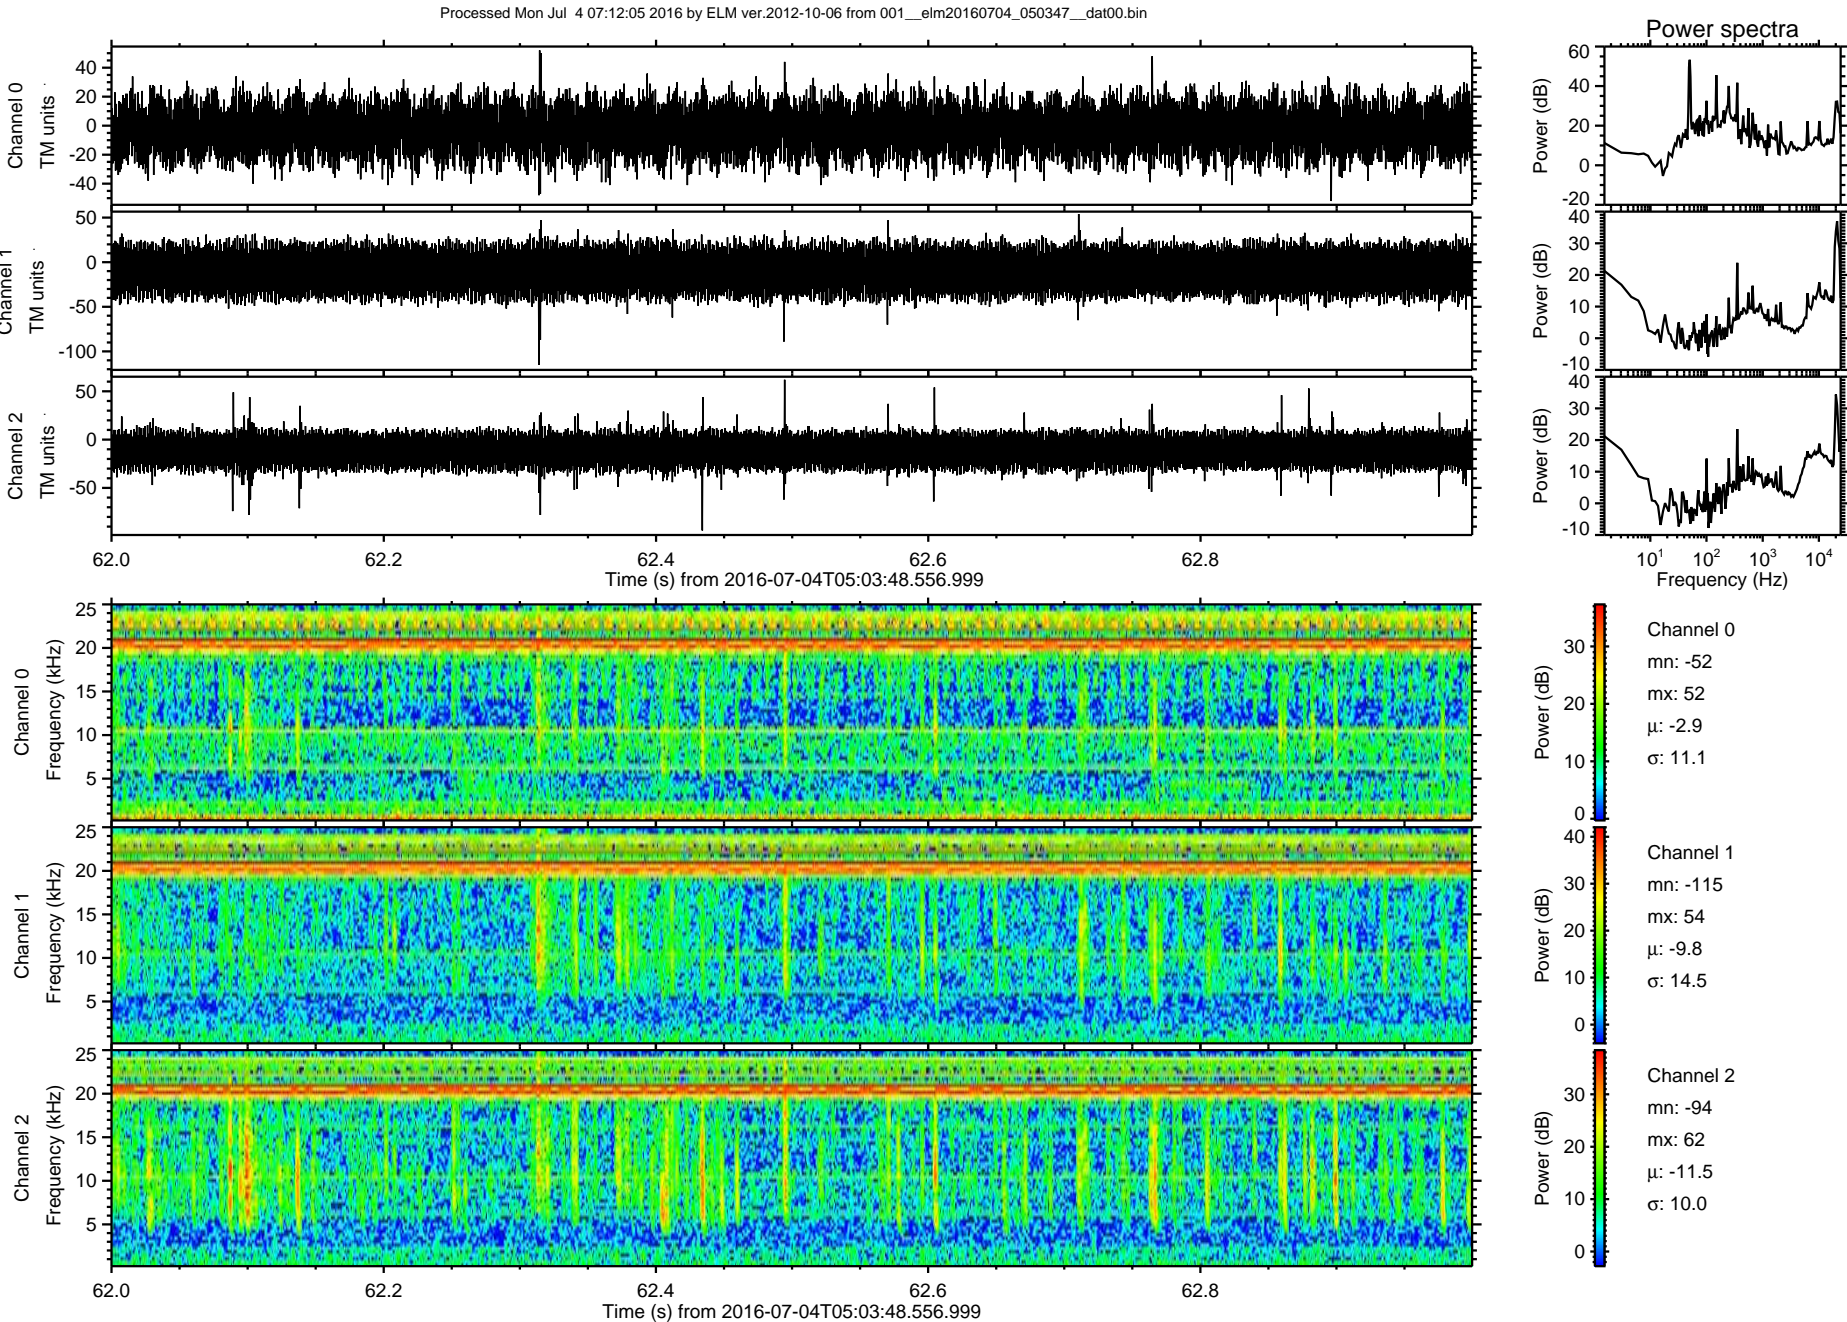 Processed Mon Jul  4 07:12:05 2016 by ELM ver.2012-10-06 from 001__elm20160704_050347__dat00.bin
Power spectra
Channel 0
TM units
40
20
0
-20
-40
Power (dB)
60
40
20
0
-20
Channel 1
TM units
50
0
-50
-100
Power (dB)
40
30
20
10
0
-10
Channel 2
TM units
50
0
-50
Power (dB)
40
30
20
10
0
-10
62.0 62.2 62.4 62.6 62.8
Time (s) from 2016-07-04T05:03:48.556.999
10^1 10^2 10^3 10^4
Frequency (Hz)
Channel 0
Frequency (kHz)
25
20
15
10
5
Power (dB)
30
20
10
0
Channel 0
mn: -52
mx: 52
μ: -2.9
σ: 11.1
Channel 1
Frequency (kHz)
25
20
15
10
5
Power (dB)
40
30
20
10
0
Channel 1
mn: -115
mx: 54
μ: -9.8
σ: 14.5
Channel 2
Frequency (kHz)
25
20
15
10
5
Power (dB)
30
20
10
0
Channel 2
mn: -94
mx: 62
μ: -11.5
σ: 10.0
62.0 62.2 62.4 62.6 62.8
Time (s) from 2016-07-04T05:03:48.556.999